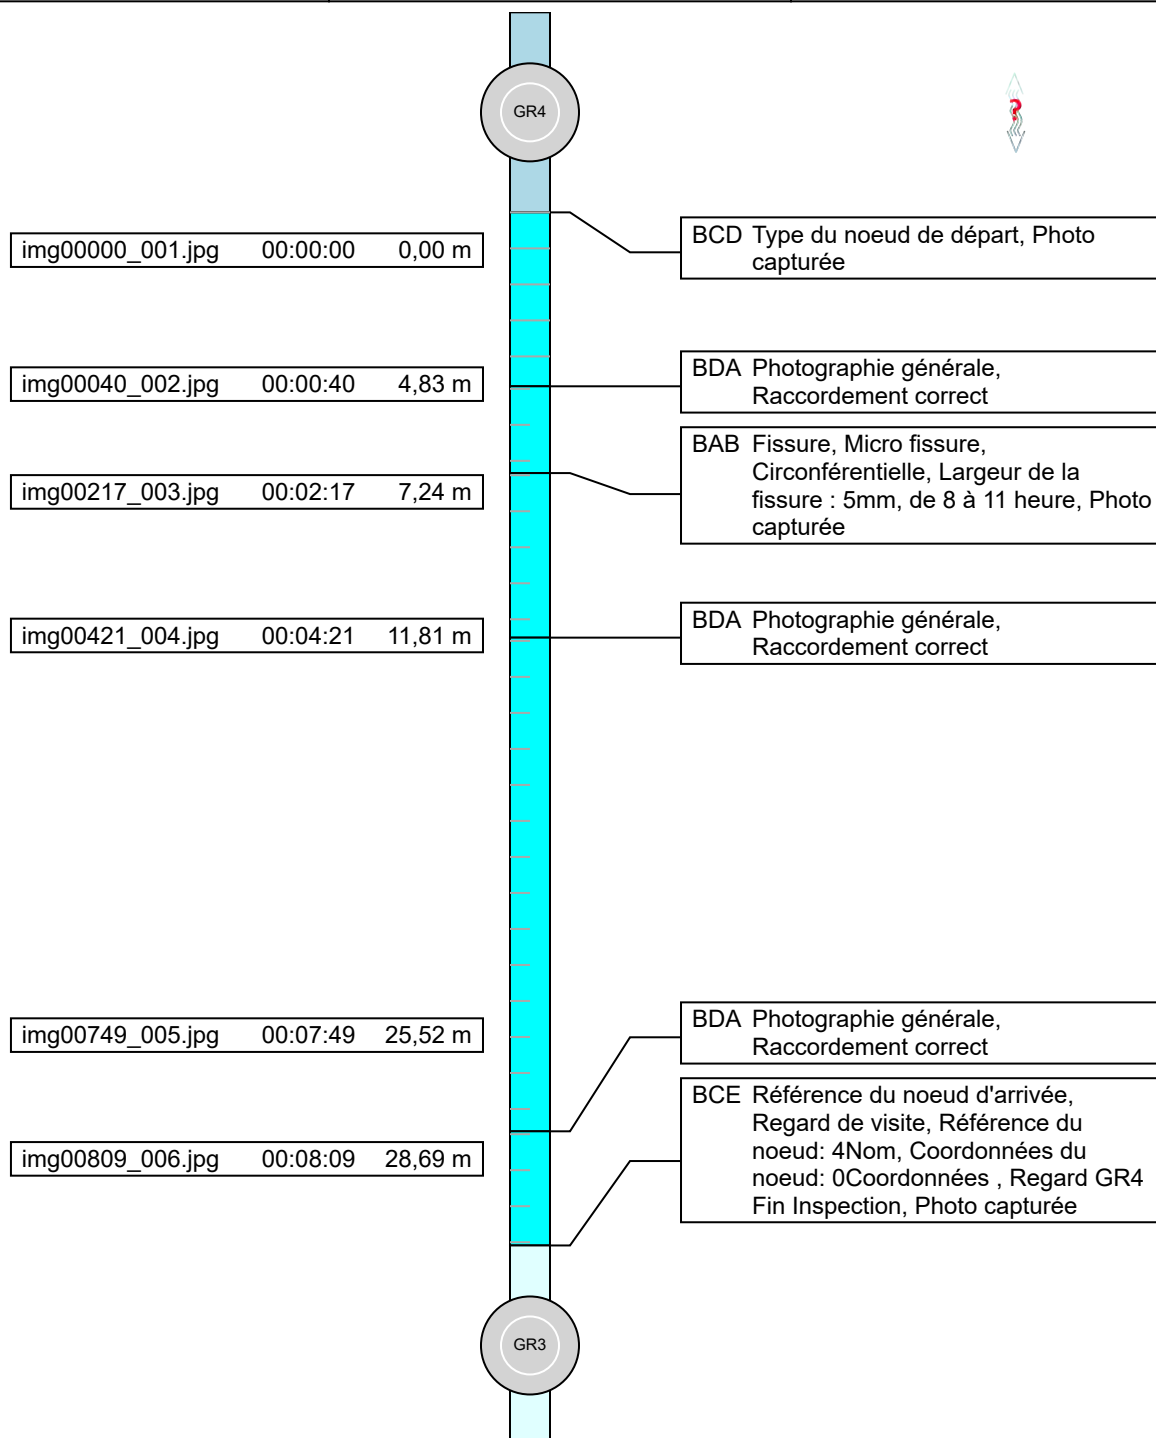 GR4
?
img00000_001.jpg 00:00:00 0,00 m
BCD Type du noeud de départ, Photo
capturée
img00040_002.jpg 00:00:40 4,83 m
BDA Photographie générale,
Raccordement correct
img00217_003.jpg 00:02:17 7,24 m
BAB Fissure, Micro fissure,
Circonférentielle, Largeur de la
fissure : 5mm, de 8 à 11 heure, Photo
capturée
img00421_004.jpg 00:04:21 11,81 m
BDA Photographie générale,
Raccordement correct
img00749_005.jpg 00:07:49 25,52 m
BDA Photographie générale,
Raccordement correct
img00809_006.jpg 00:08:09 28,69 m
BCE Référence du noeud d'arrivée,
Regard de visite, Référence du
noeud: 4Nom, Coordonnées du
noeud: 0Coordonnées , Regard GR4
Fin Inspection, Photo capturée
GR3